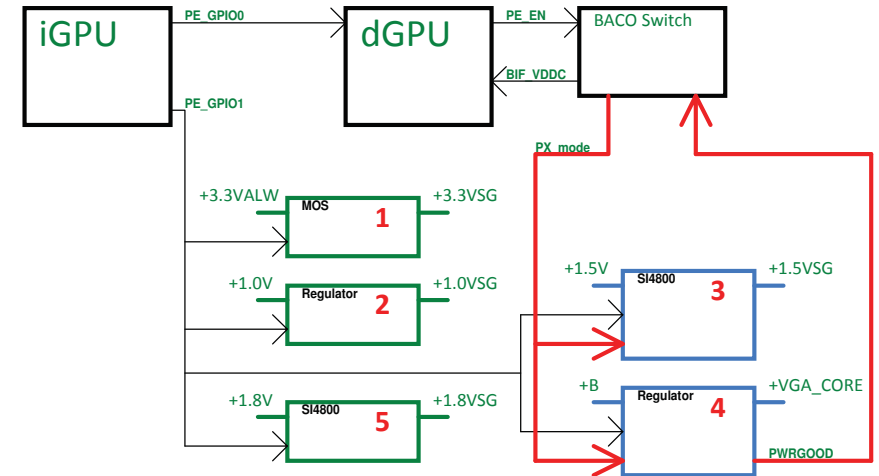 iGPU
PE_GPIO0
dGPU
PE_EN
BACO Switch
BIF_VDDC
PE_GPIO1
PX_mode
+3.3VALW
MOS
1
+3.3VSG
+1.0V
Regulator
2
+1.0VSG
+1.5V
SI4800
3
+1.5VSG
+1.8V
SI4800
5
+1.8VSG
+B
Regulator
4
+VGA_CORE
PWRGOOD